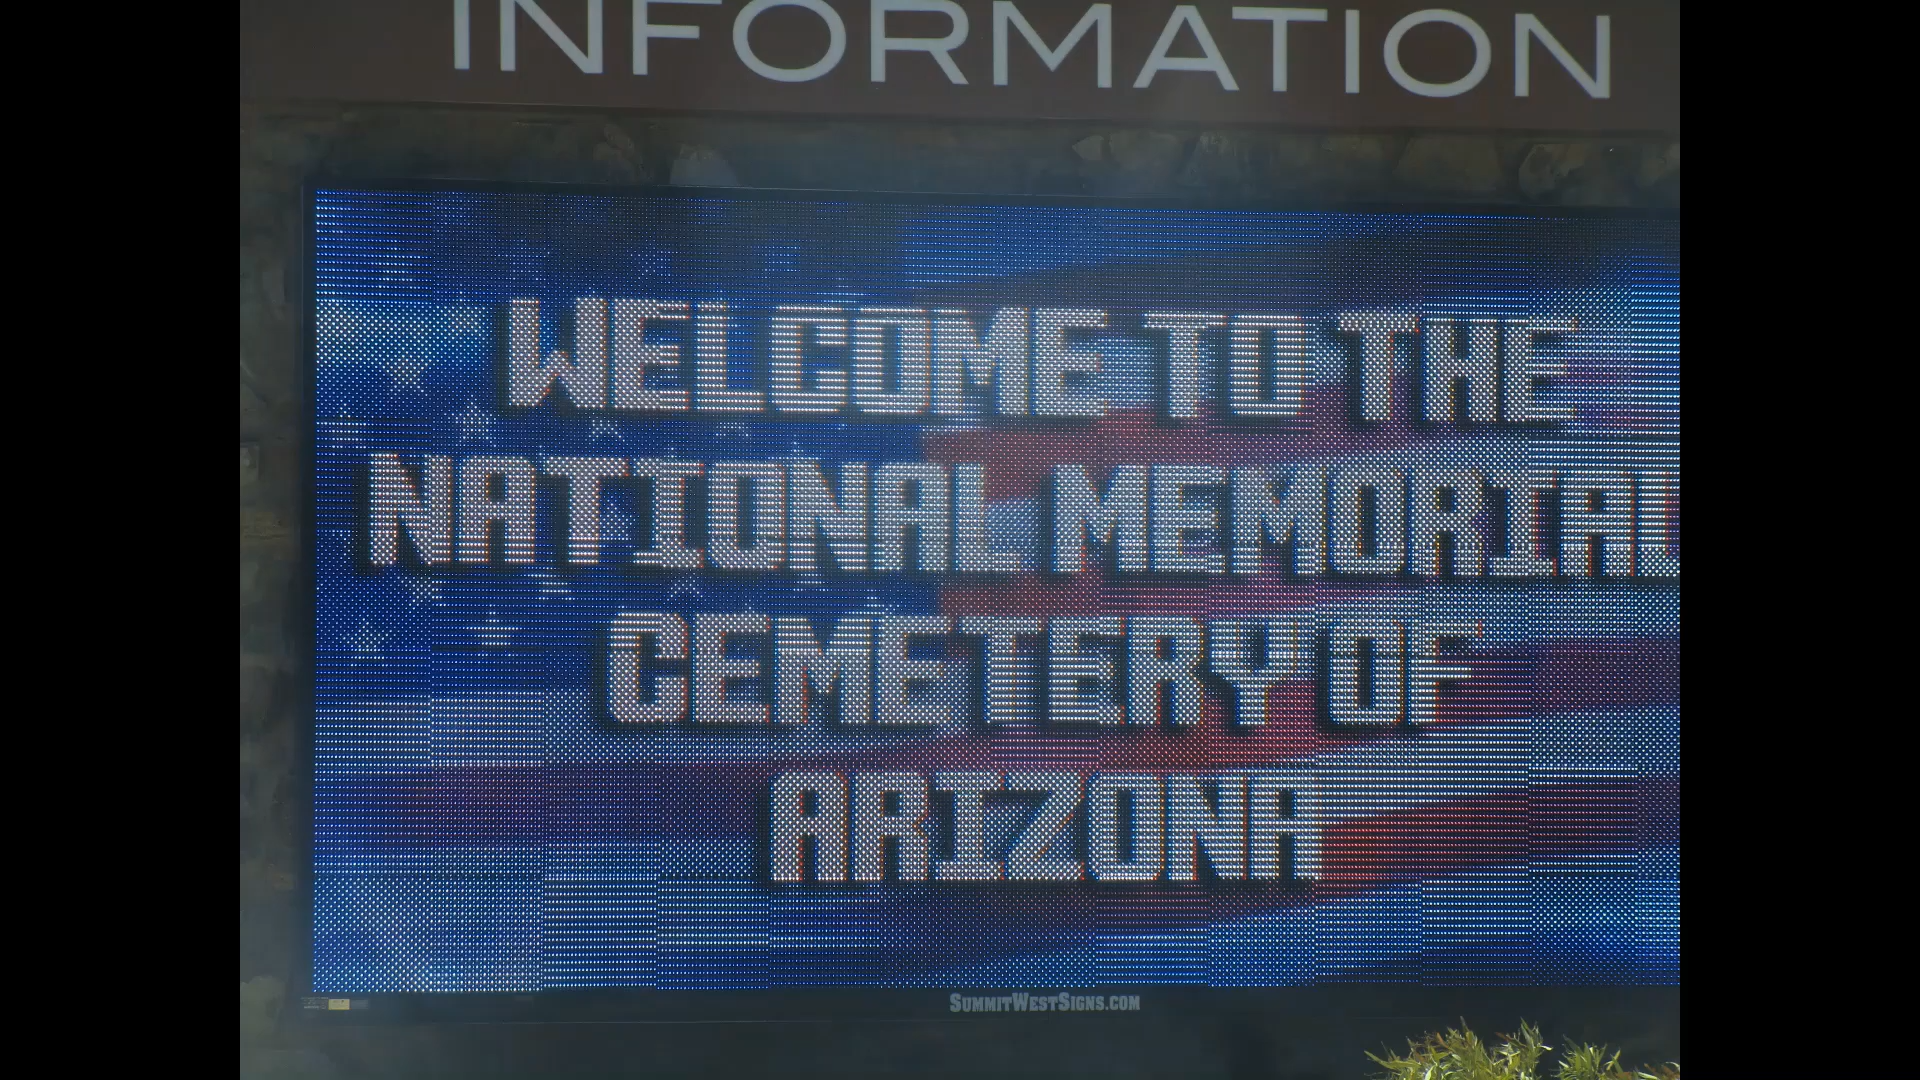 INFORMATION
WELCOME TO THE
NATIONAL MEMORIAL
CEMETERY OF
ARIZONA
SUMMITWESTSIGNS.COM